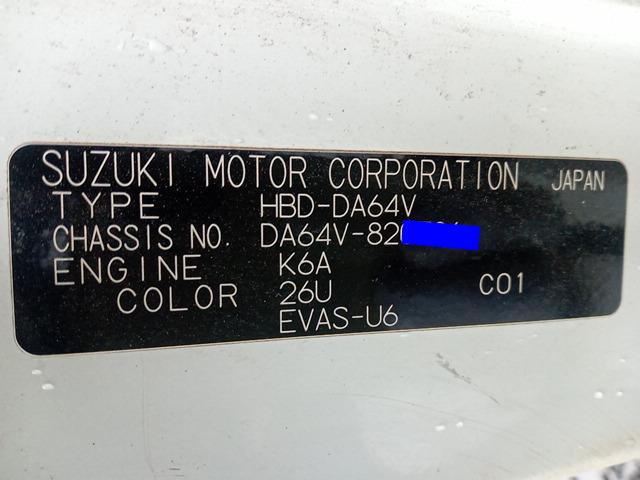 SUZUKI MOTOR CORPORATION JAPAN
TYPE HBD-DA64V
CHASSIS NO. DA64V-82
ENGINE K6A
COLOR 26U C01
EVAS-U6